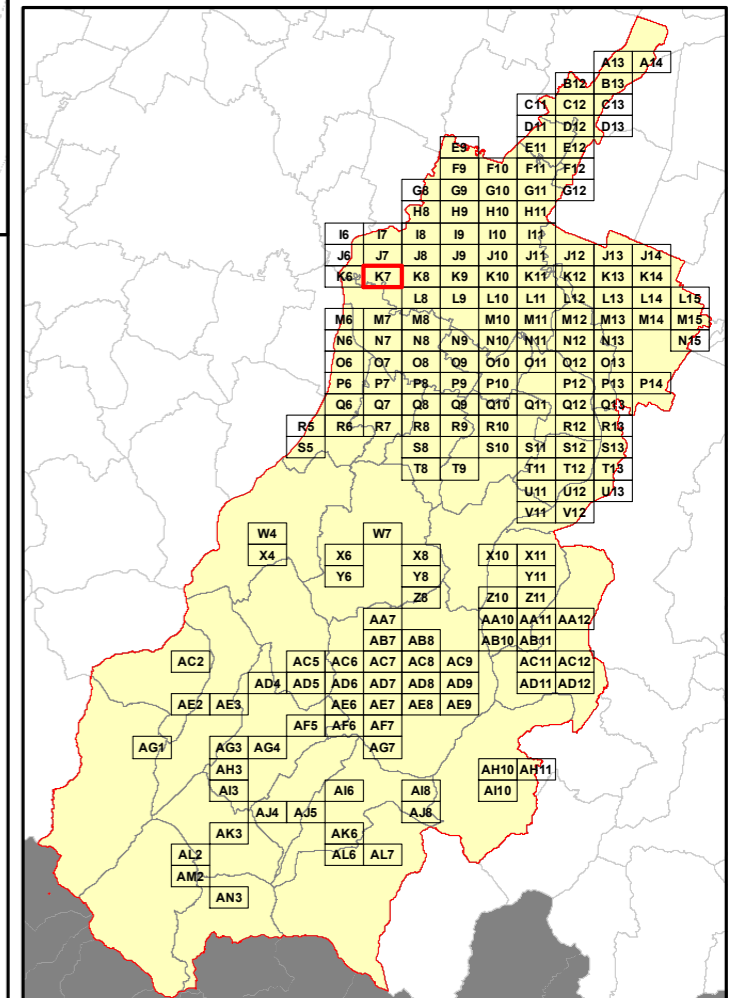 A13 A14
B12 B13
C11 C12 C13
D11 D12 D13
E9 E11 E12
F9 F10 F11 F12
G8 G9 G10 G11 G12
H8 H9 H10 H11
I6 I7 I8 I9 I10 I11
J6 J7 J8 J9 J10 J11 J12 J13 J14
K6 K7 K8 K9 K10 K11 K12 K13 K14
L8 L9 L10 L11 L12 L13 L14 L15
M6 M7 M8 M10 M11 M12 M13 M14 M15
N6 N7 N8 N9 N10 N11 N12 N13 N15
O6 O7 O8 O9 O10 O11 O12 O13
P6 P7 P8 P9 P10 P12 P13 P14
Q6 Q7 Q8 Q9 Q10 Q11 Q12 Q13
R5 R6 R7 R8 R9 R10 R12 R13
S5 S8 S10 S11 S12 S13
T8 T9 T11 T12 T13
U11 U12 U13
V11 V12
W4 W7
X4 X6 X8 X10 X11
Y6 Y8 Y11
Z8 Z10 Z11
AA7 AA10 AA11 AA12
AB7 AB8 AB10 AB11
AC2 AC5 AC6 AC7 AC8 AC9 AC11 AC12
AD4 AD5 AD6 AD7 AD8 AD9 AD11 AD12
AE2 AE3 AE6 AE7 AE8 AE9
AF5 AF6 AF7
AG1 AG3 AG4 AG7
AH3 AH10 AH11
AI3 AI6 AI8 AI10
AJ4 AJ5 AJ8
AK3 AK6
AL2 AL6 AL7
AM2
AN3